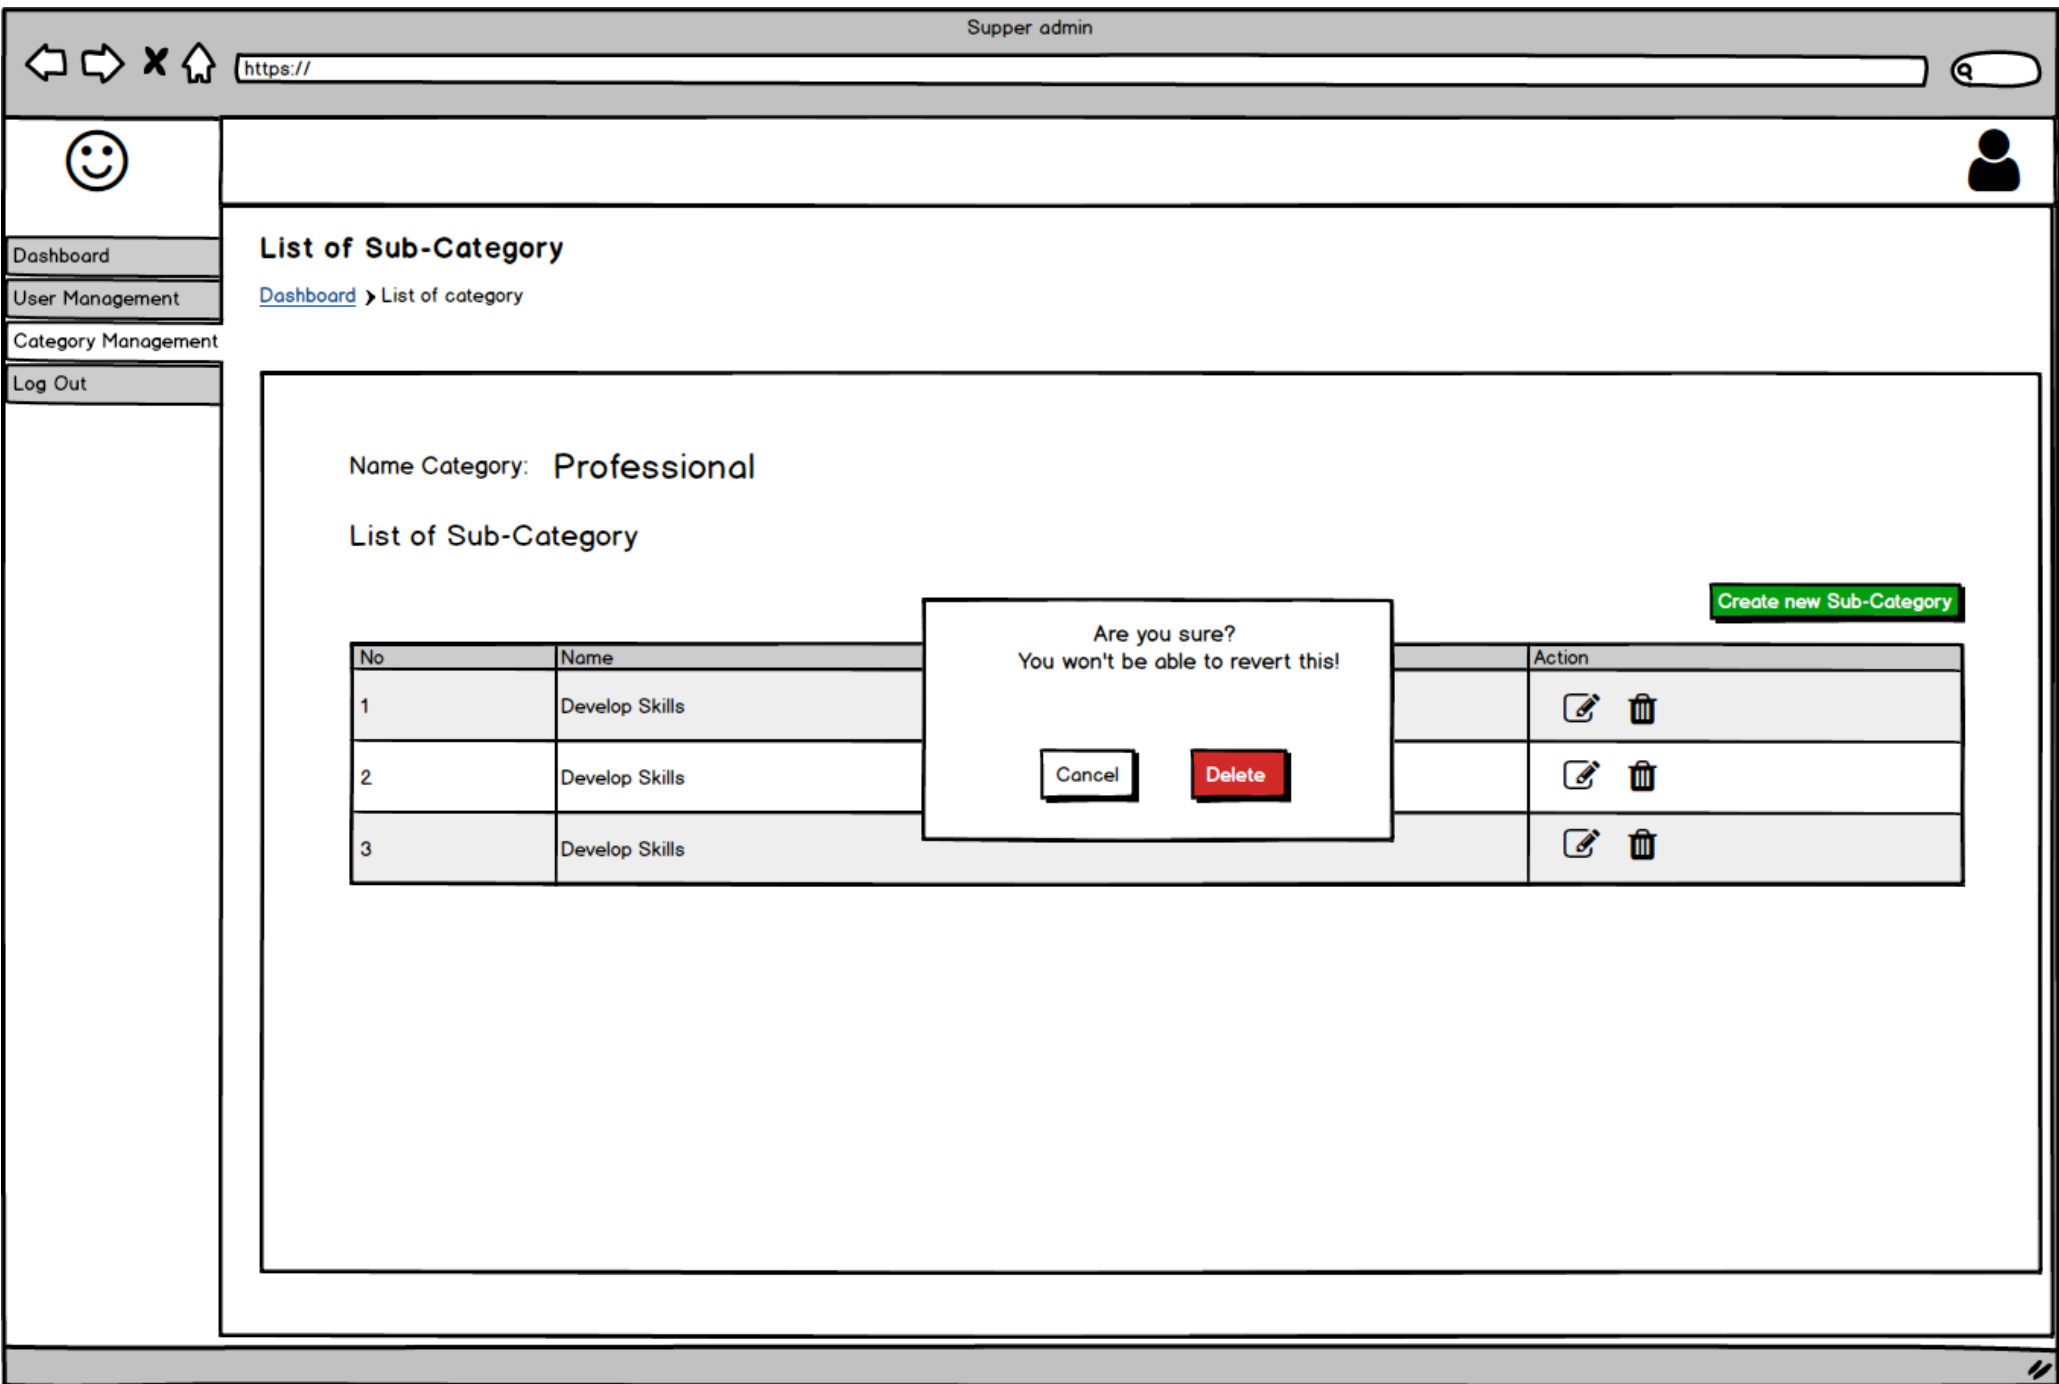 Supper admin
https://
Dashboard
User Management
Category Management
Log Out
List of Sub-Category
Dashboard > List of category
Name Category: Professional
List of Sub-Category
Create new Sub-Category
No Name Action
1 Develop Skills
2 Develop Skills
3 Develop Skills
Are you sure?
You won't be able to revert this!
Cancel Delete